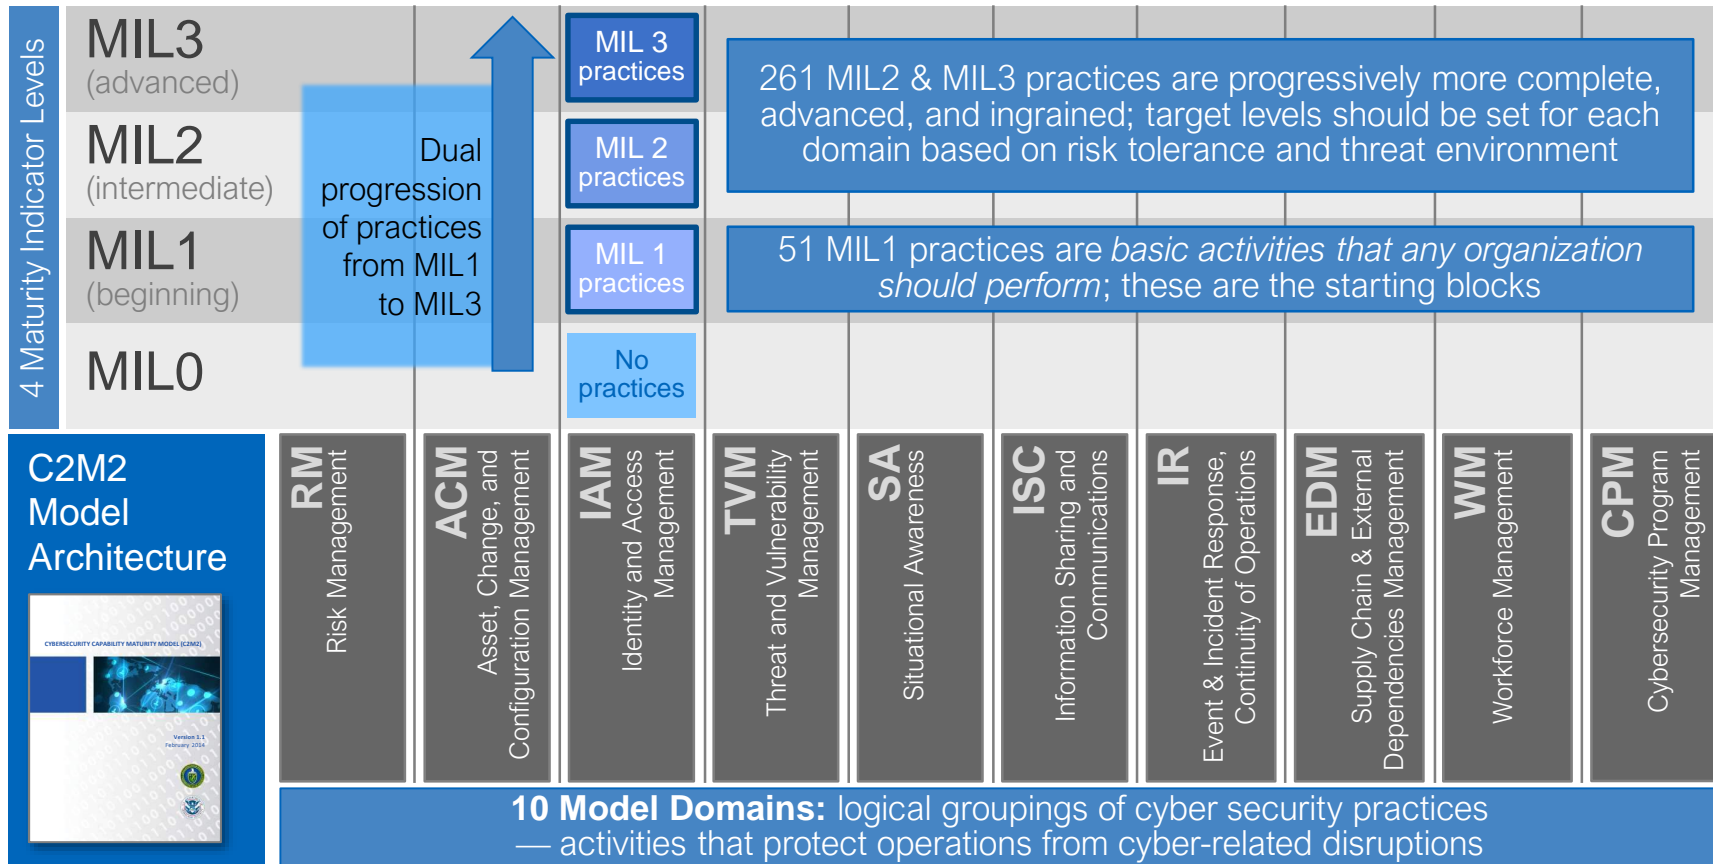 4 Maturity Indicator Levels
MIL3
(advanced)
MIL2
(intermediate)
MIL1
(beginning)
MIL0
Dual
progression
of practices
from MIL1
to MIL3
MIL 3
practices
MIL 2
practices
MIL 1
practices
No
practices
261 MIL2 & MIL3 practices are progressively more complete,
advanced, and ingrained; target levels should be set for each
domain based on risk tolerance and threat environment
51 MIL1 practices are basic activities that any organization
should perform; these are the starting blocks
C2M2
Model
Architecture
CYBERSECURITY CAPABILITY MATURITY MODEL (C2M2)
Version 1.1
February 2014
RM
Risk Management
ACM
Asset, Change, and
Configuration Management
IAM
Identity and Access
Management
TVM
Threat and Vulnerability
Management
SA
Situational Awareness
ISC
Information Sharing and
Communications
IR
Event & Incident Response,
Continuity of Operations
EDM
Supply Chain & External
Dependencies Management
WM
Workforce Management
CPM
Cybersecurity Program
Management
10 Model Domains: logical groupings of cyber security practices
— activities that protect operations from cyber-related disruptions